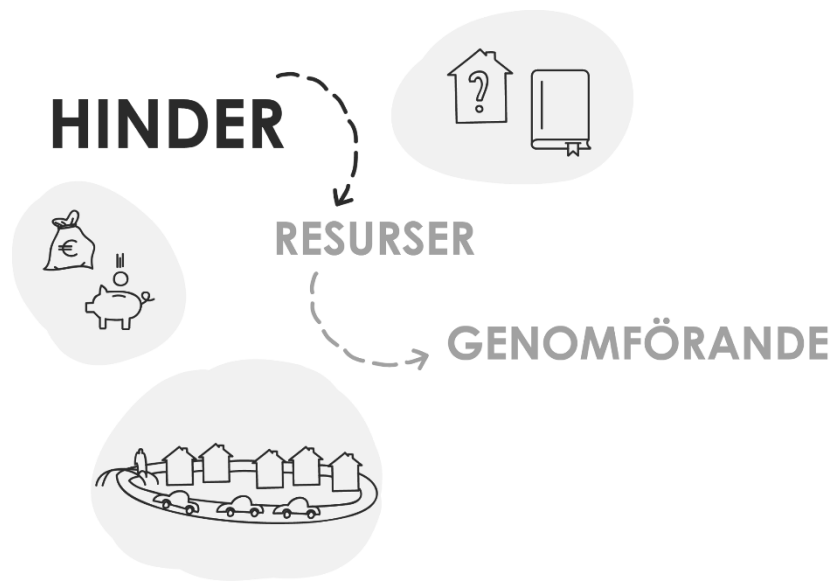 HINDER
?
€
RESURSER
GENOMFÖRANDE